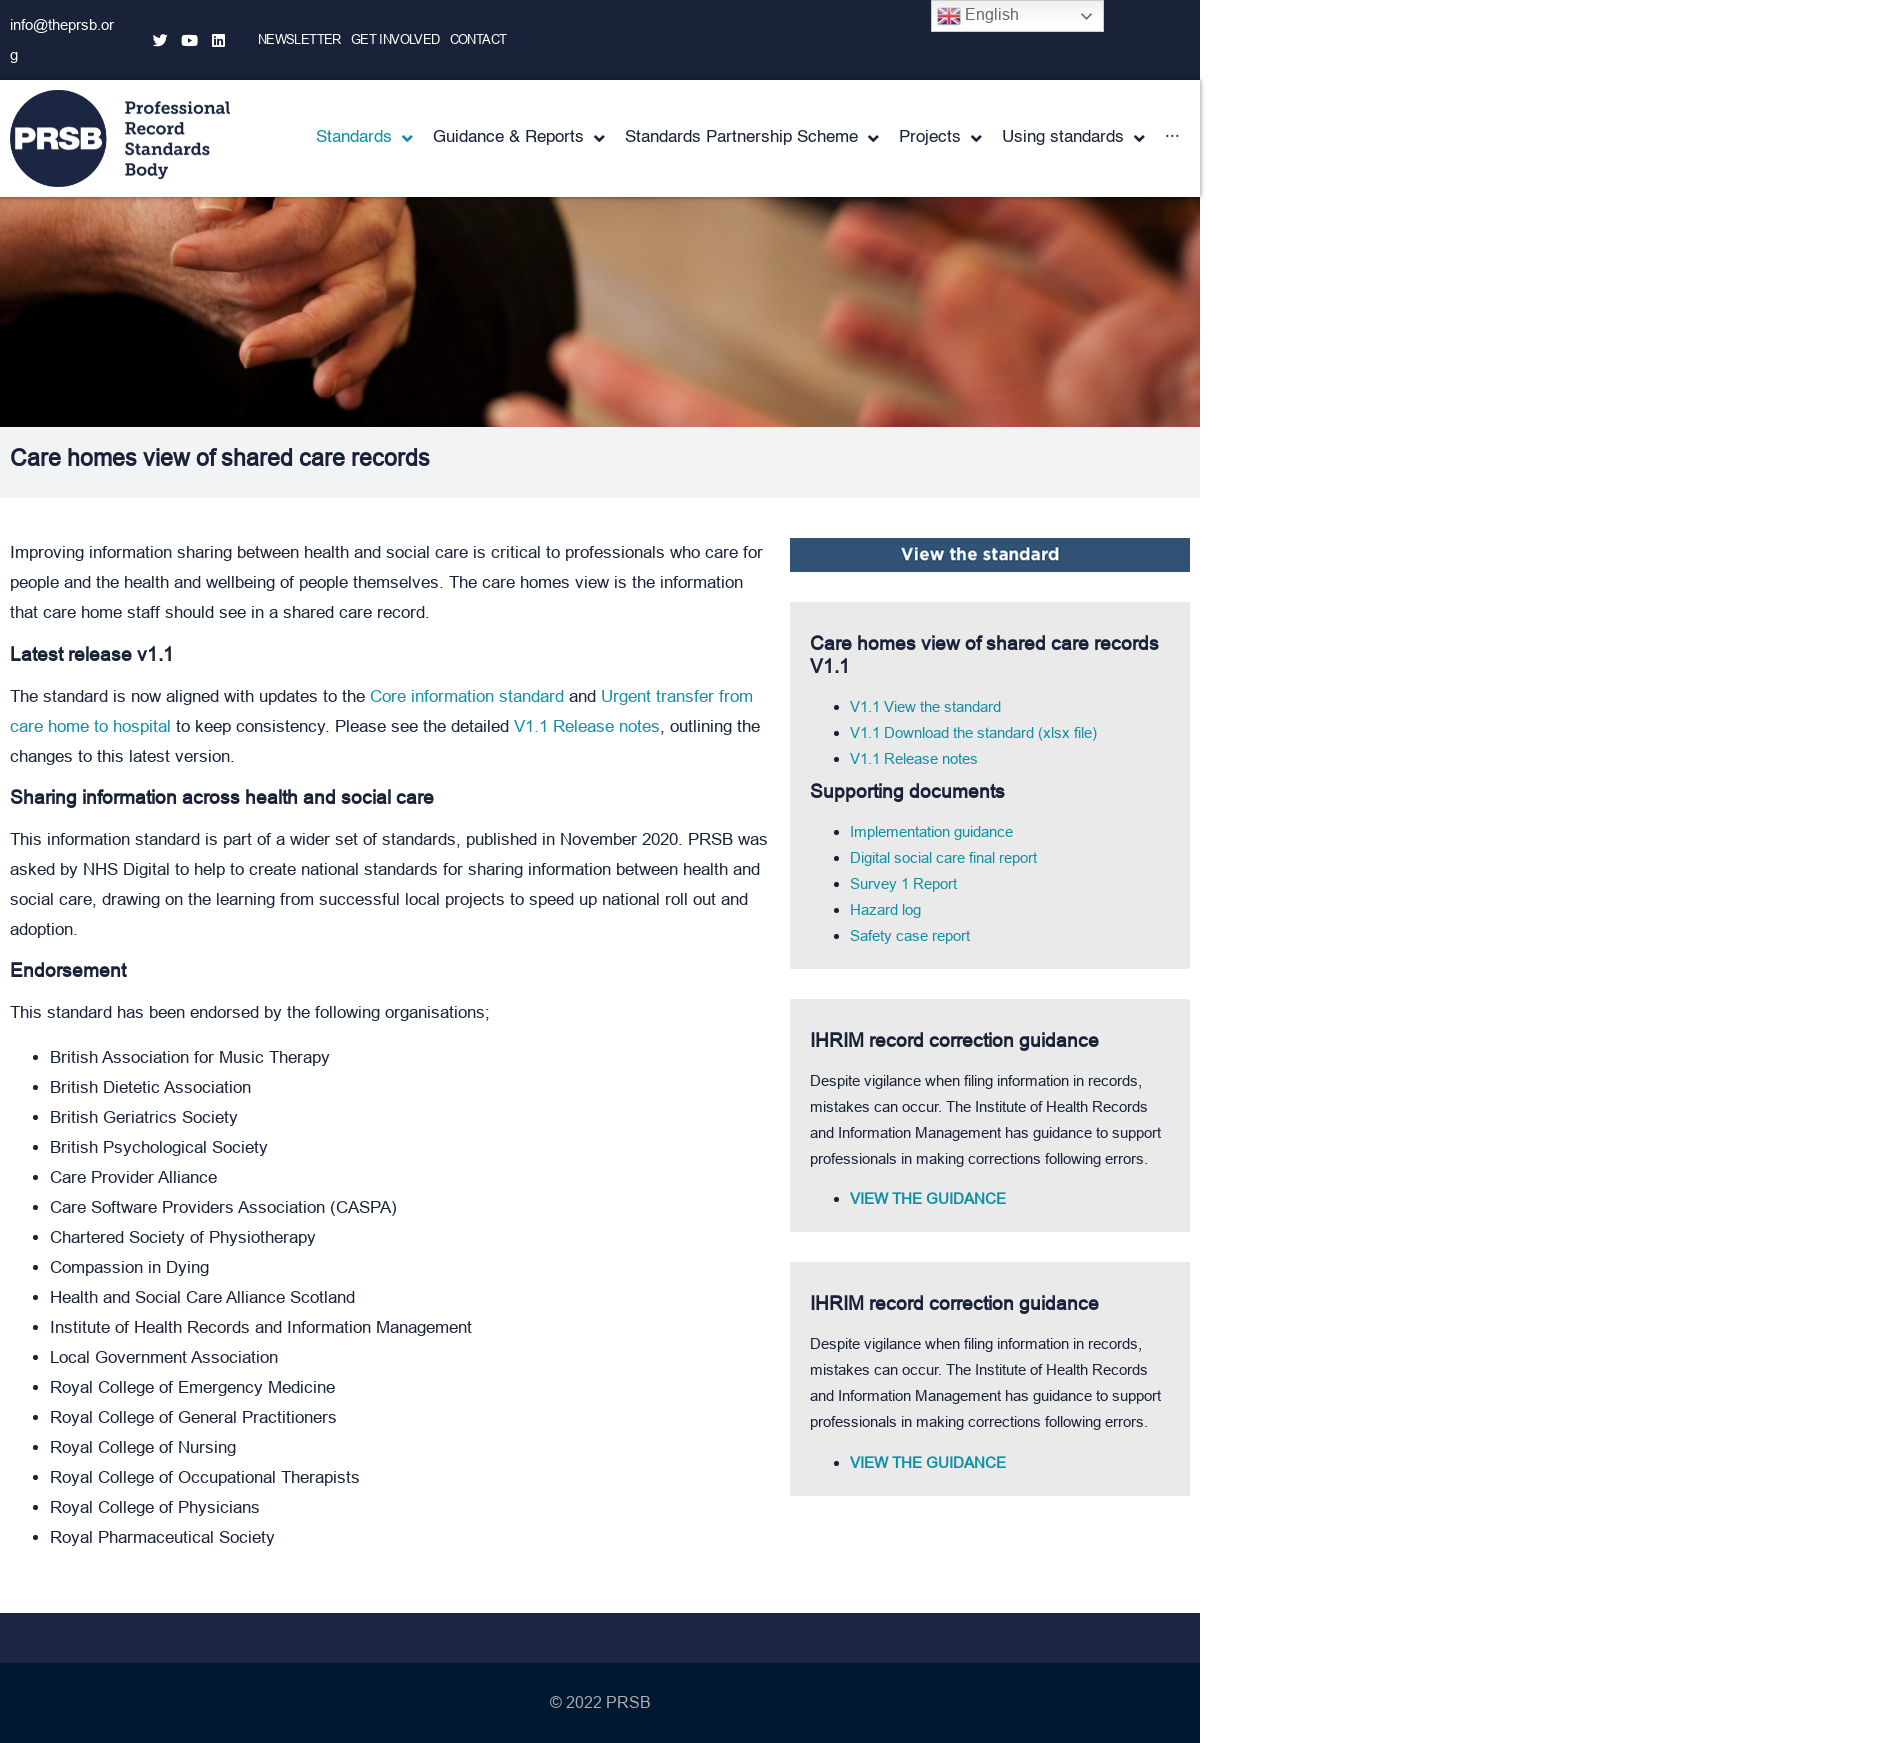 info@theprsb.or
g
NEWSLETTER GET INVOLVED CONTACT
English
PRSB
Professional
Record
Standards
Body
Standards Guidance & Reports Standards Partnership Scheme Projects Using standards ...
Care homes view of shared care records
Improving information sharing between health and social care is critical to professionals who care for
people and the health and wellbeing of people themselves. The care homes view is the information
that care home staff should see in a shared care record.
Latest release v1.1
The standard is now aligned with updates to the Core information standard and Urgent transfer from
care home to hospital to keep consistency. Please see the detailed V1.1 Release notes, outlining the
changes to this latest version.
Sharing information across health and social care
This information standard is part of a wider set of standards, published in November 2020. PRSB was
asked by NHS Digital to help to create national standards for sharing information between health and
social care, drawing on the learning from successful local projects to speed up national roll out and
adoption.
Endorsement
This standard has been endorsed by the following organisations;
• British Association for Music Therapy
• British Dietetic Association
• British Geriatrics Society
• British Psychological Society
• Care Provider Alliance
• Care Software Providers Association (CASPA)
• Chartered Society of Physiotherapy
• Compassion in Dying
• Health and Social Care Alliance Scotland
• Institute of Health Records and Information Management
• Local Government Association
• Royal College of Emergency Medicine
• Royal College of General Practitioners
• Royal College of Nursing
• Royal College of Occupational Therapists
• Royal College of Physicians
• Royal Pharmaceutical Society
View the standard
Care homes view of shared care records
V1.1
• V1.1 View the standard
• V1.1 Download the standard (xlsx file)
• V1.1 Release notes
Supporting documents
• Implementation guidance
• Digital social care final report
• Survey 1 Report
• Hazard log
• Safety case report
IHRIM record correction guidance
Despite vigilance when filing information in records,
mistakes can occur. The Institute of Health Records
and Information Management has guidance to support
professionals in making corrections following errors.
• VIEW THE GUIDANCE
IHRIM record correction guidance
Despite vigilance when filing information in records,
mistakes can occur. The Institute of Health Records
and Information Management has guidance to support
professionals in making corrections following errors.
• VIEW THE GUIDANCE
© 2022 PRSB